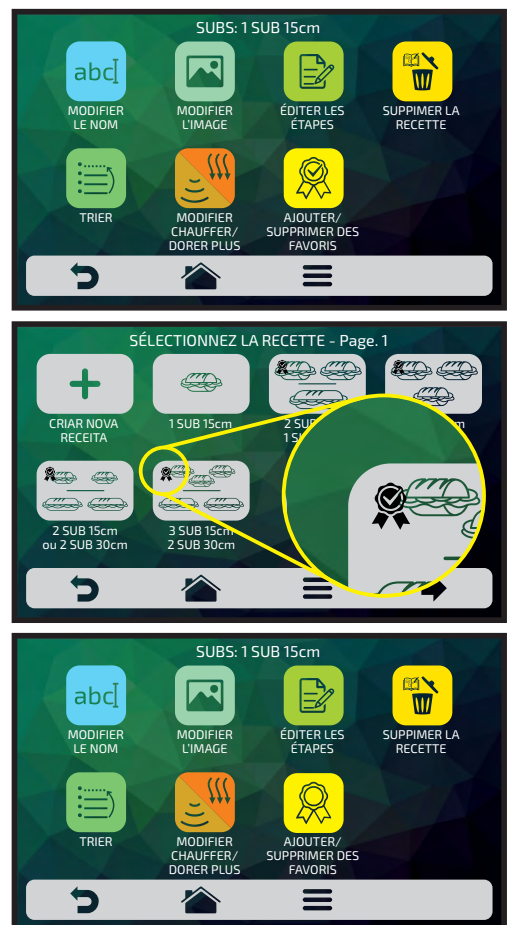 SUBS: 1 SUB 15cm
abc
MODIFIER
LE NOM
MODIFIER
L'IMAGE
ÉDITER LES
ÉTAPES
SUPPIMER LA
RECETTE
TRIER
MODIFIER
CHAUFFER/
DORER PLUS
AJOUTER/
SUPPRIMER DES
FAVORIS
SÉLECTIONNEZ LA RECETTE - Page. 1
CRIAR NOVA
RECEITA
1 SUB 15cm
2 SUB 15cm
ou 2 SUB 30cm
3 SUB 15cm
2 SUB 30cm
SUBS: 1 SUB 15cm
abc
MODIFIER
LE NOM
MODIFIER
L'IMAGE
ÉDITER LES
ÉTAPES
SUPPIMER LA
RECETTE
TRIER
MODIFIER
CHAUFFER/
DORER PLUS
AJOUTER/
SUPPRIMER DES
FAVORIS